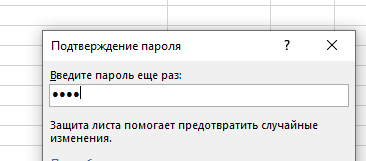 Подтверждение пароля ? ×
Введите пароль еще раз:
••••
Защита листа помогает предотвратить случайные
изменения.